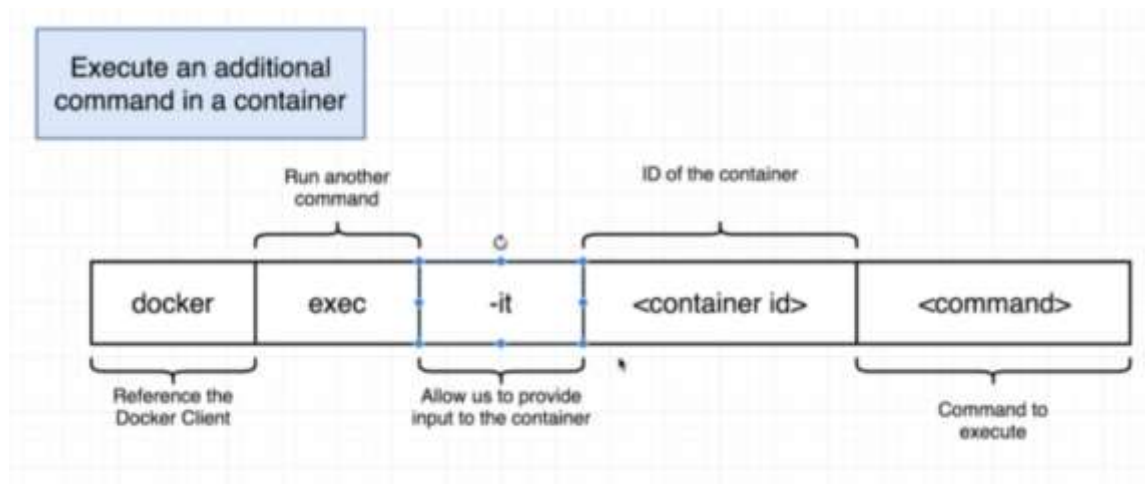 Execute an additional
command in a container
Run another
command
ID of the container
docker
exec
-it
<container id>
<command>
Reference the
Docker Client
Allow us to provide
input to the container
Command to
execute